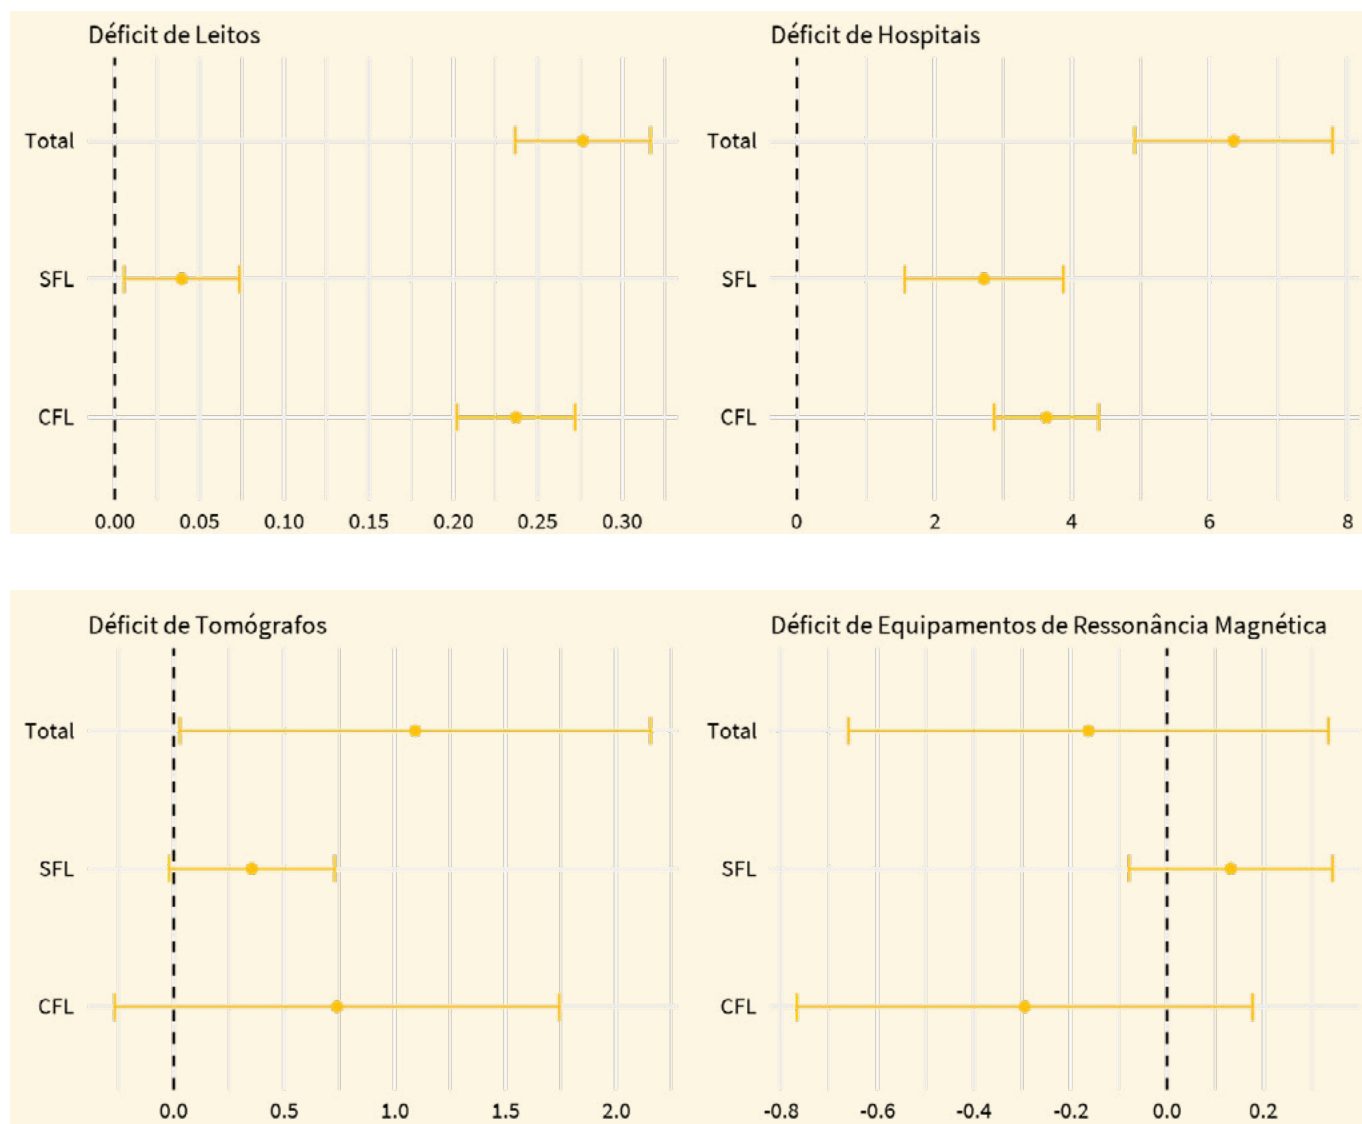 Déficit de Leitos
Total
SFL
CFL
0.00 0.05 0.10 0.15 0.20 0.25 0.30
Déficit de Hospitais
Total
SFL
CFL
0 2 4 6 8
Déficit de Tomógrafos
Total
SFL
CFL
0.0 0.5 1.0 1.5 2.0
Déficit de Equipamentos de Ressonância Magnética
Total
SFL
CFL
-0.8 -0.6 -0.4 -0.2 0.0 0.2